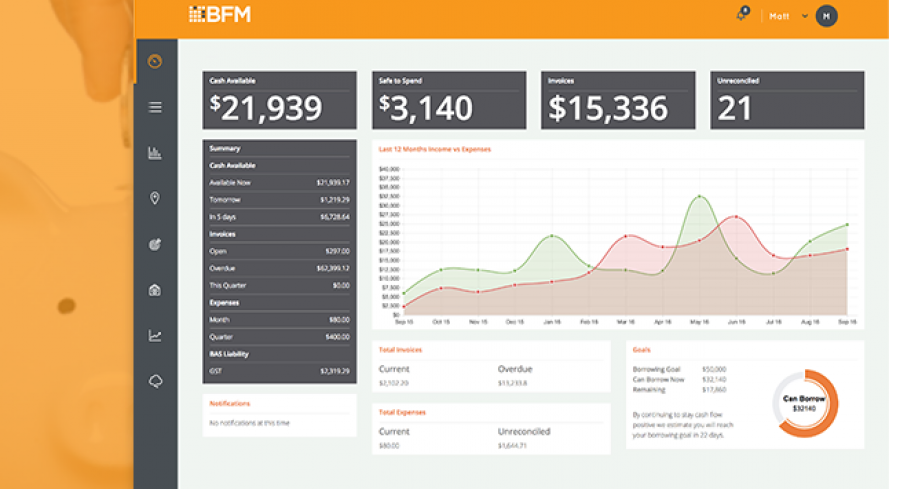 BFM
8
Matt
M
Cash Available
$21,939
Safe to Spend
$3,140
Invoices
$15,336
Unreconciled
21
Summary
Cash Available
Available Now $21,939.17
Tomorrow $1,219.29
In 5 days $6,728.64
Invoices
Open $297.00
Overdue $62,399.12
This Quarter $0.00
Expenses
Month $80.00
Quarter $400.00
BAS Liability
GST $7,319.29
Notifications
No notifications at this time
Last 12 Months Income vs Expenses
$40,000
$37,500
$35,000
$32,500
$30,000
$27,500
$25,000
$22,500
$20,000
$17,500
$15,000
$12,500
$10,000
$7,500
$5,000
$2,500
$0
Sep 15 Oct 15 Nov 15 Dec 15 Jan 16 Feb 16 Mar 16 Apr 16 May 16 Jun 16 Jul 16 Aug 16 Sep 16
Total Invoices
Current Overdue
$2,102.20 $13,233.8
Total Expenses
Current Unreconciled
$80.00 $1,644.71
Goals
Borrowing Goal $50,000
Can Borrow Now $32,140
Remaining $17,860
By continuing to stay cash flow
positive we estimate you will reach
your borrowing goal in 22 days.
Can Borrow
$32140